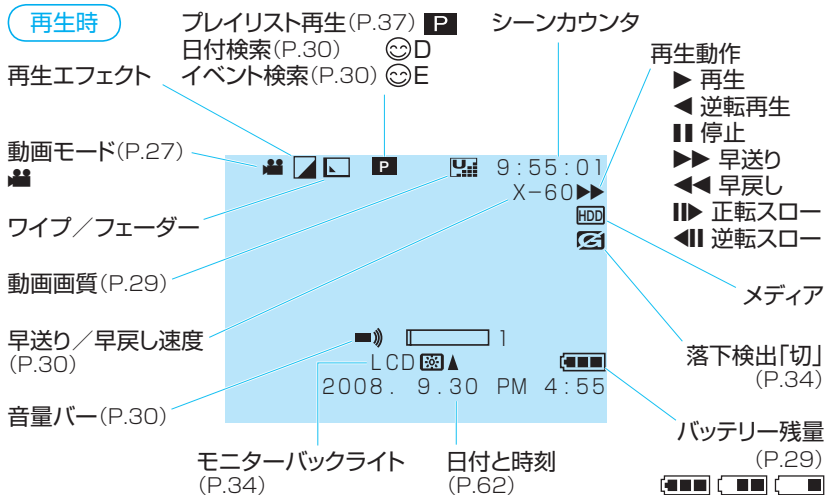 再生時
プレイリスト再生(P.37) P
日付検索(P.30) D
イベント検索(P.30) E
シーンカウンタ
再生エフェクト
動画モード(P.27)
ワイプ／フェーダー
動画画質(P.29)
早送り／早戻し速度
(P.30)
音量バー(P.30)
P
9:55:01
X-60▶▶
HDD
1
LCD
2008. 9.30 PM 4:55
モニターバックライト
(P.34)
日付と時刻
(P.62)
再生動作
▶ 再生
◀ 逆転再生
▮▮ 停止
▶▶ 早送り
◀◀ 早戻し
▮▮▶ 正転スロー
◀▮▮ 逆転スロー
メディア
落下検出「切」
(P.34)
バッテリー残量
(P.29)